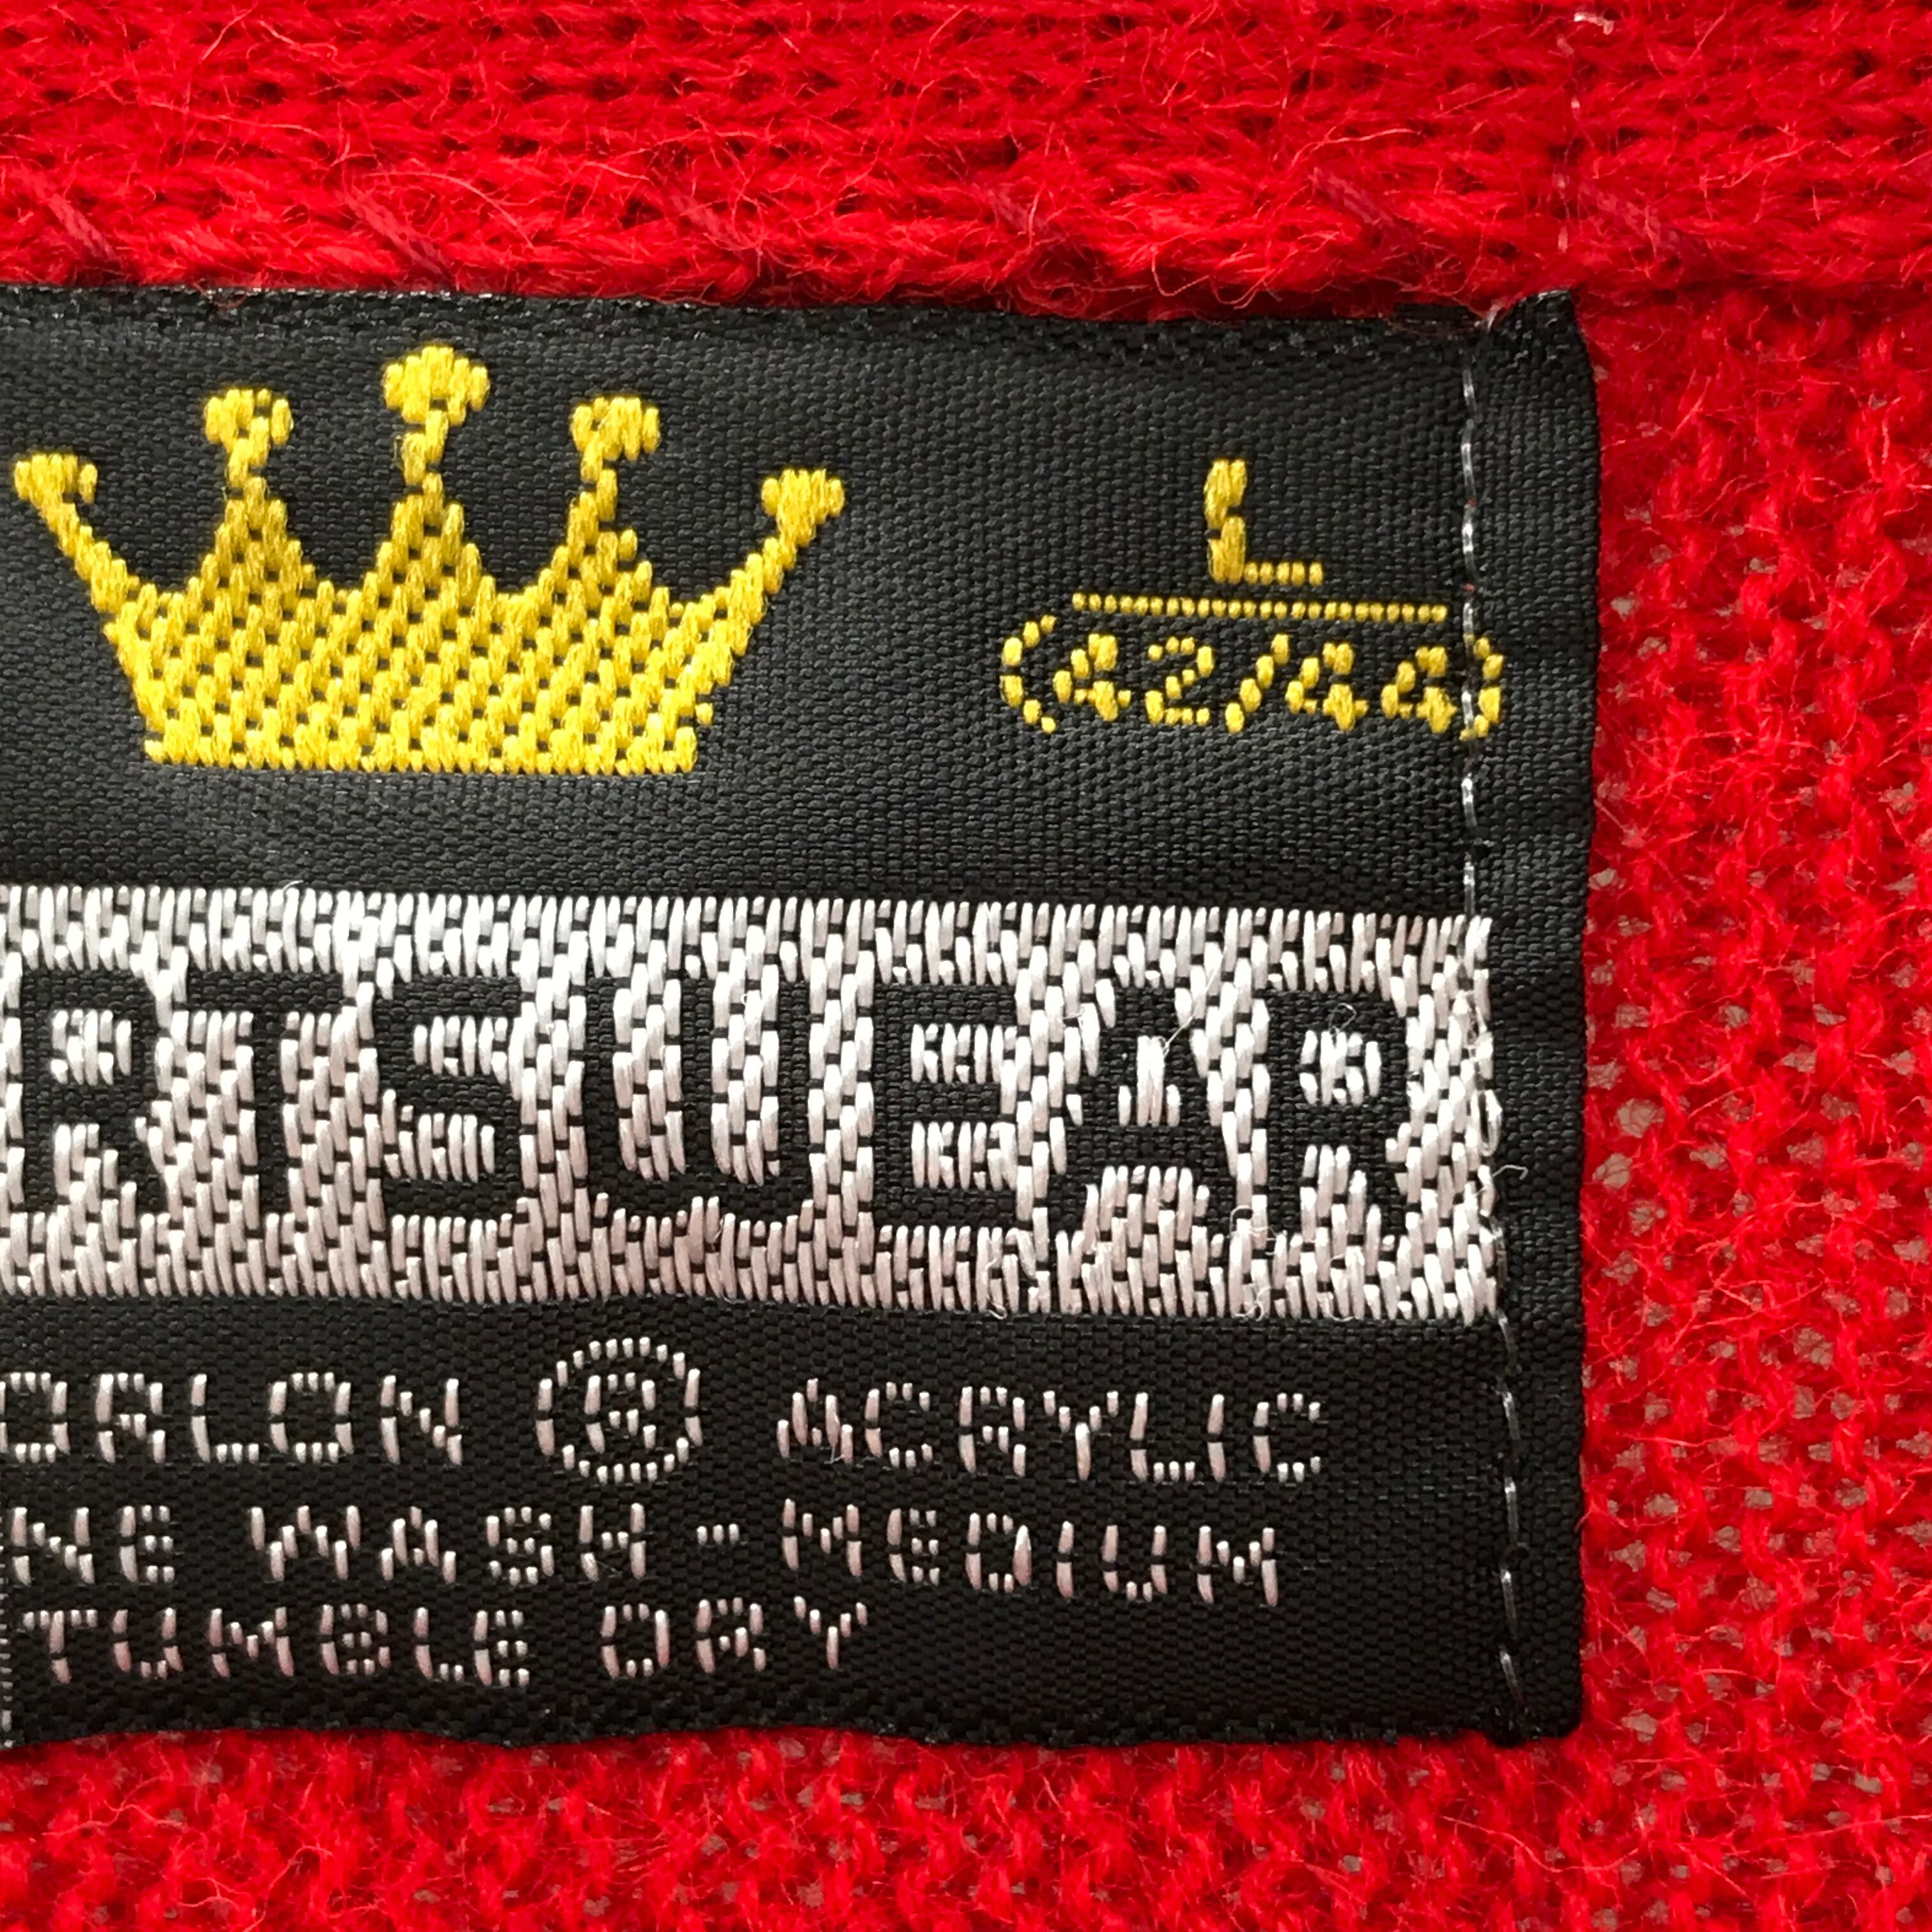 L
(42/44)
RTSWEAR
ORLON ® ACRYLIC
NE WASH - MEDIUM
TUMBLE DRY